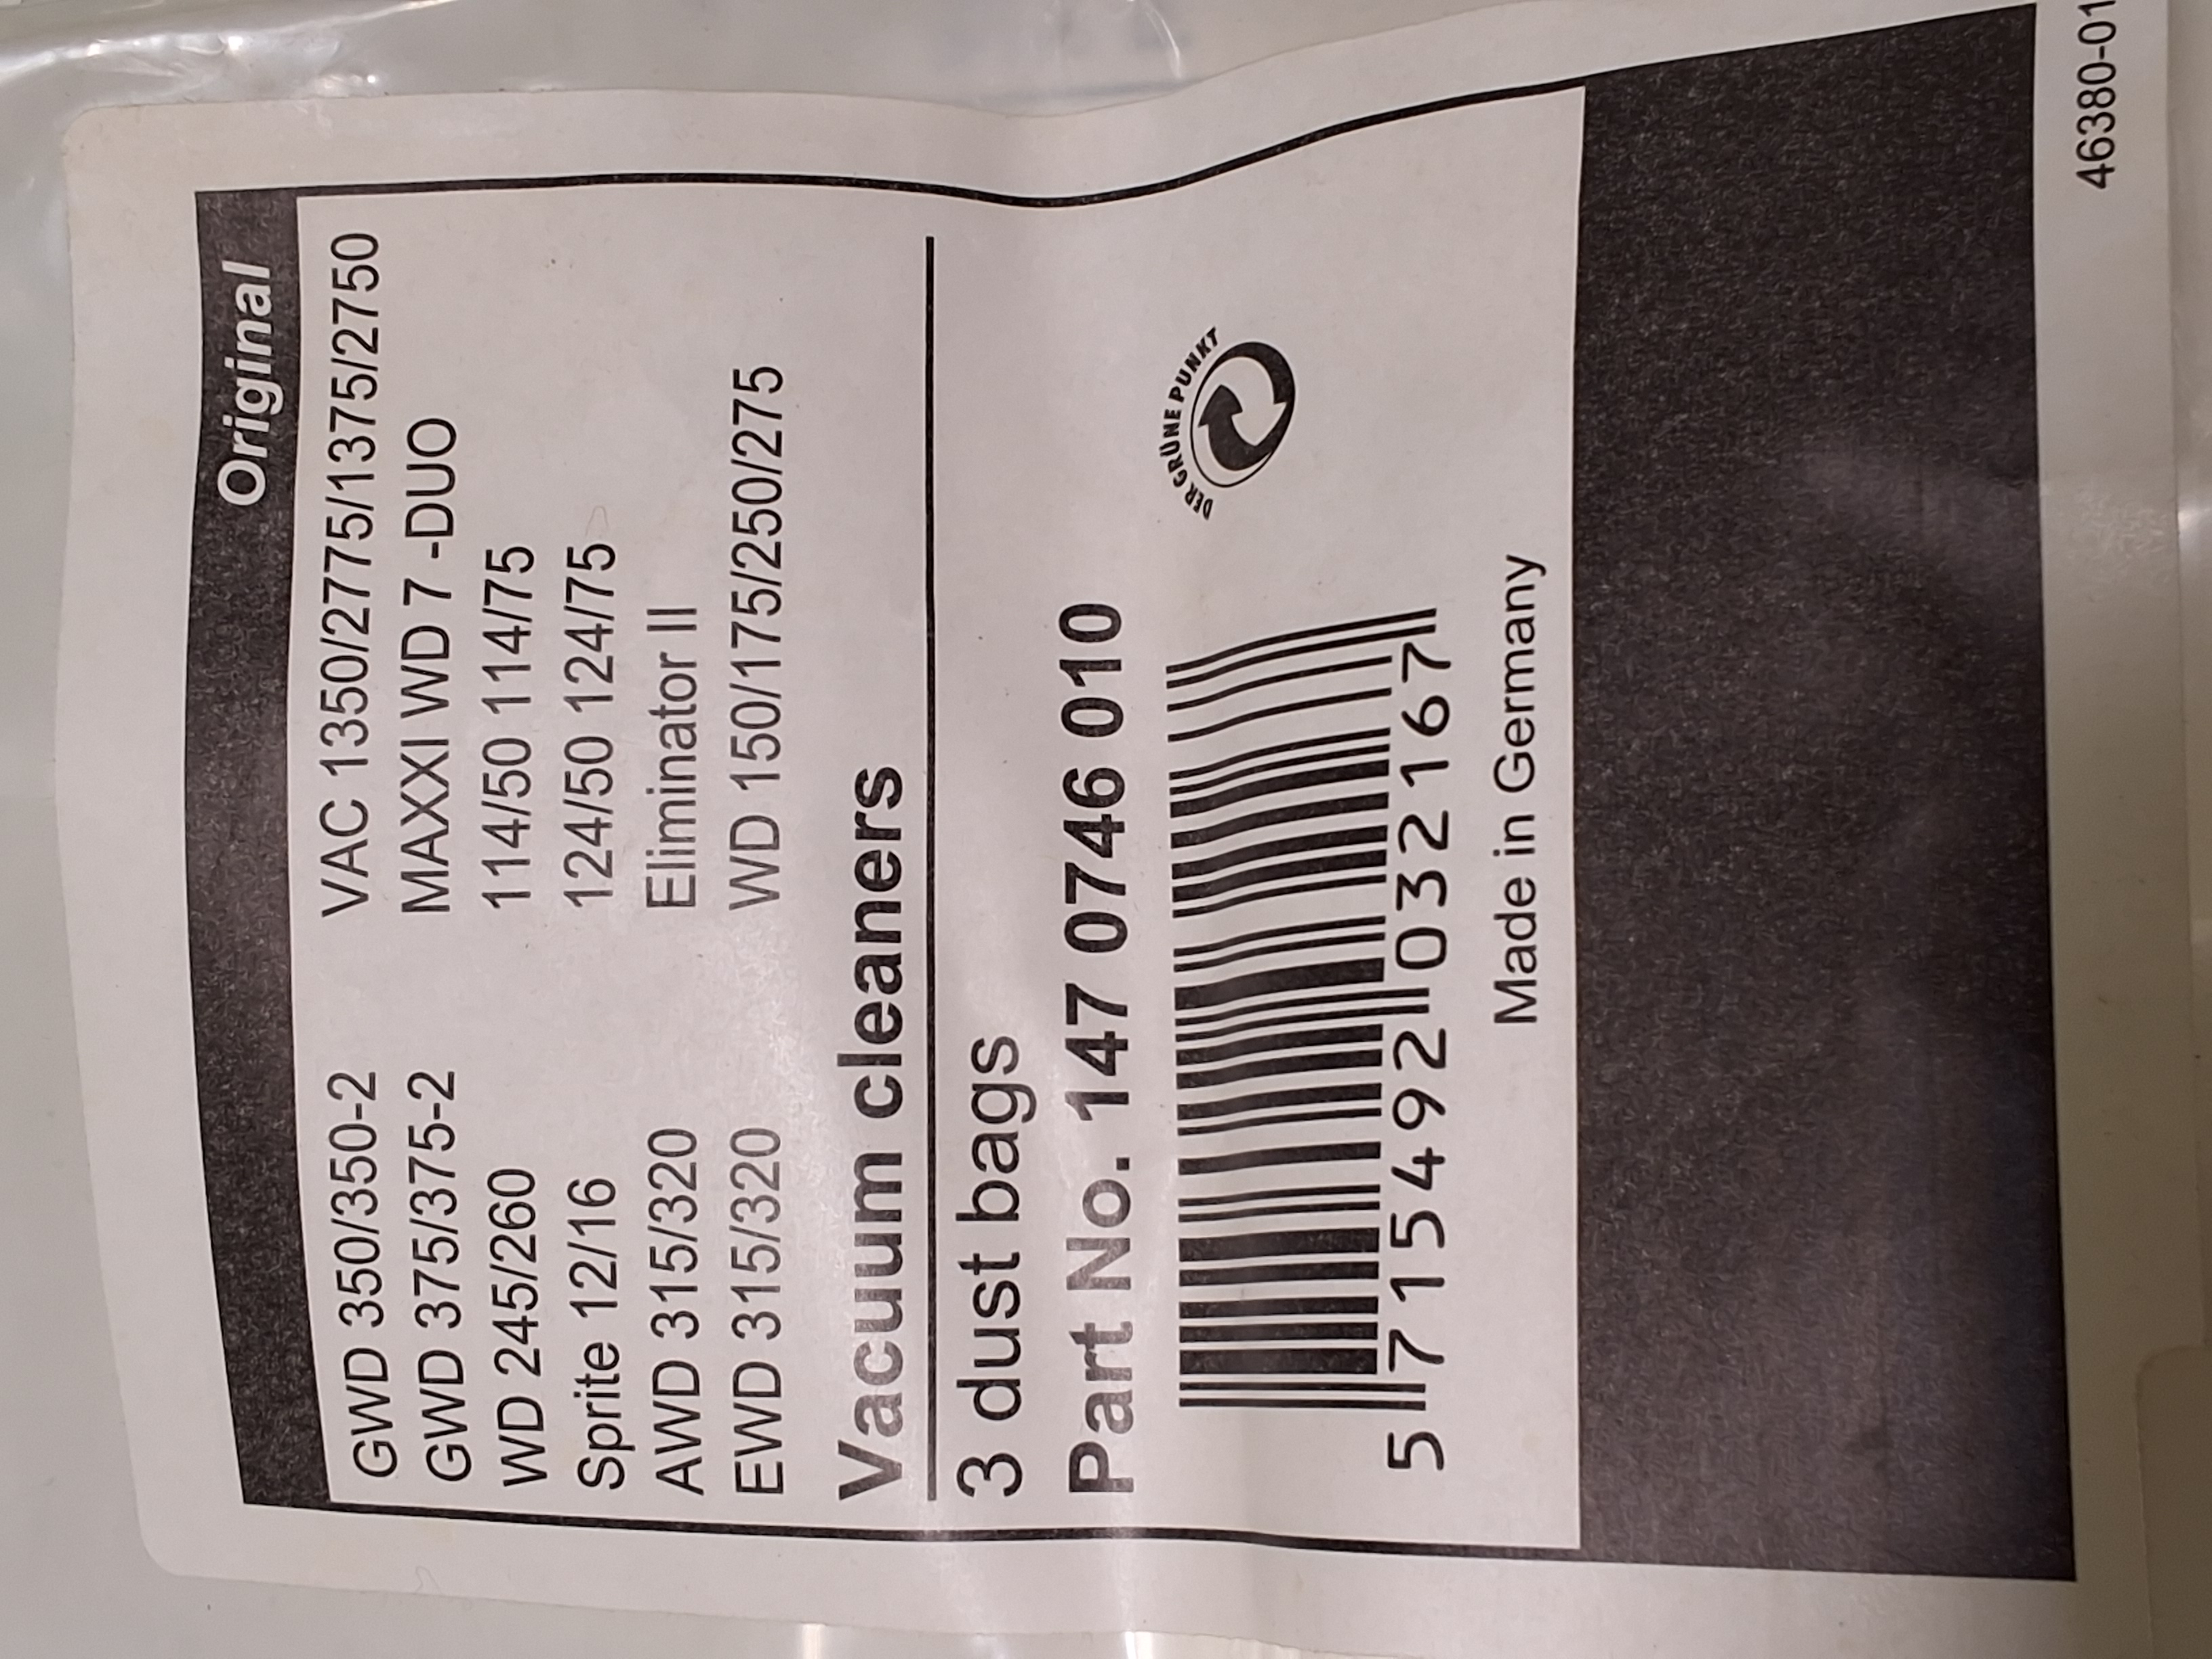 Original
GWD 350/350-2 VAC 1350/2775/1375/2750
GWD 375/375-2 MAXXI WD 7 -DUO
WD 245/260 114/50 114/75
Sprite 12/16 124/50 124/75
AWD 315/320 Eliminator II
EWD 315/320 WD 150/175/250/275
Vacuum cleaners
3 dust bags
Part No. 147 0746 010
DER GRÜNE PUNKT
5 715492 032167
Made in Germany
46380-01